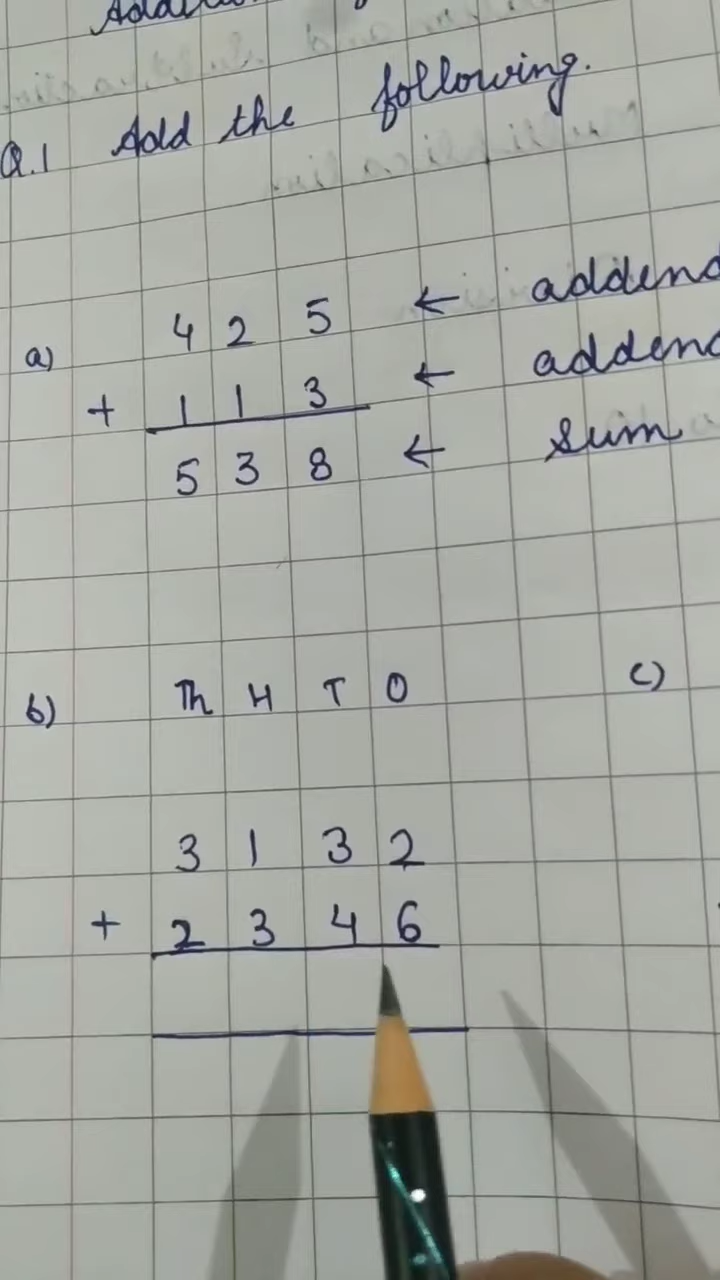 Q.1 Add the following.
a) 4 2 5 ← addend
+ 1 1 3 ← addend
5 3 8 ← sum
b) Th H T O c)
3 1 3 2
+ 2 3 4 6